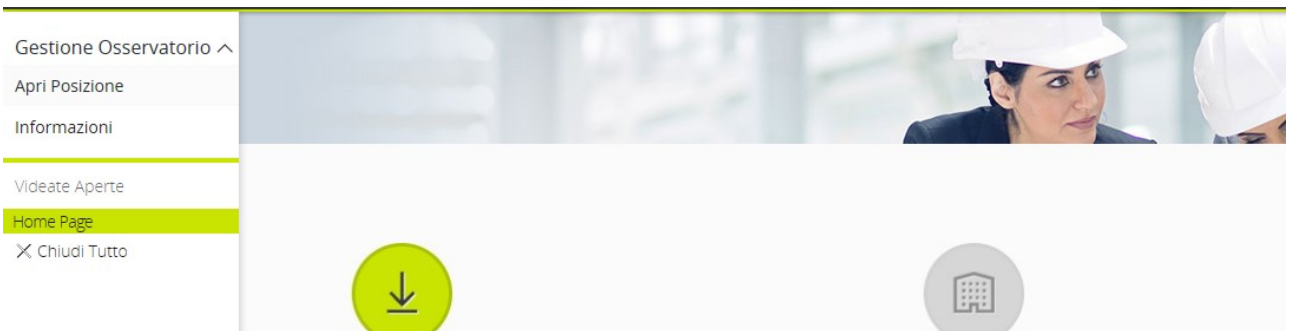 Gestione Osservatorio
Apri Posizione
Informazioni
Videate Aperte
Home Page
Chiudi Tutto